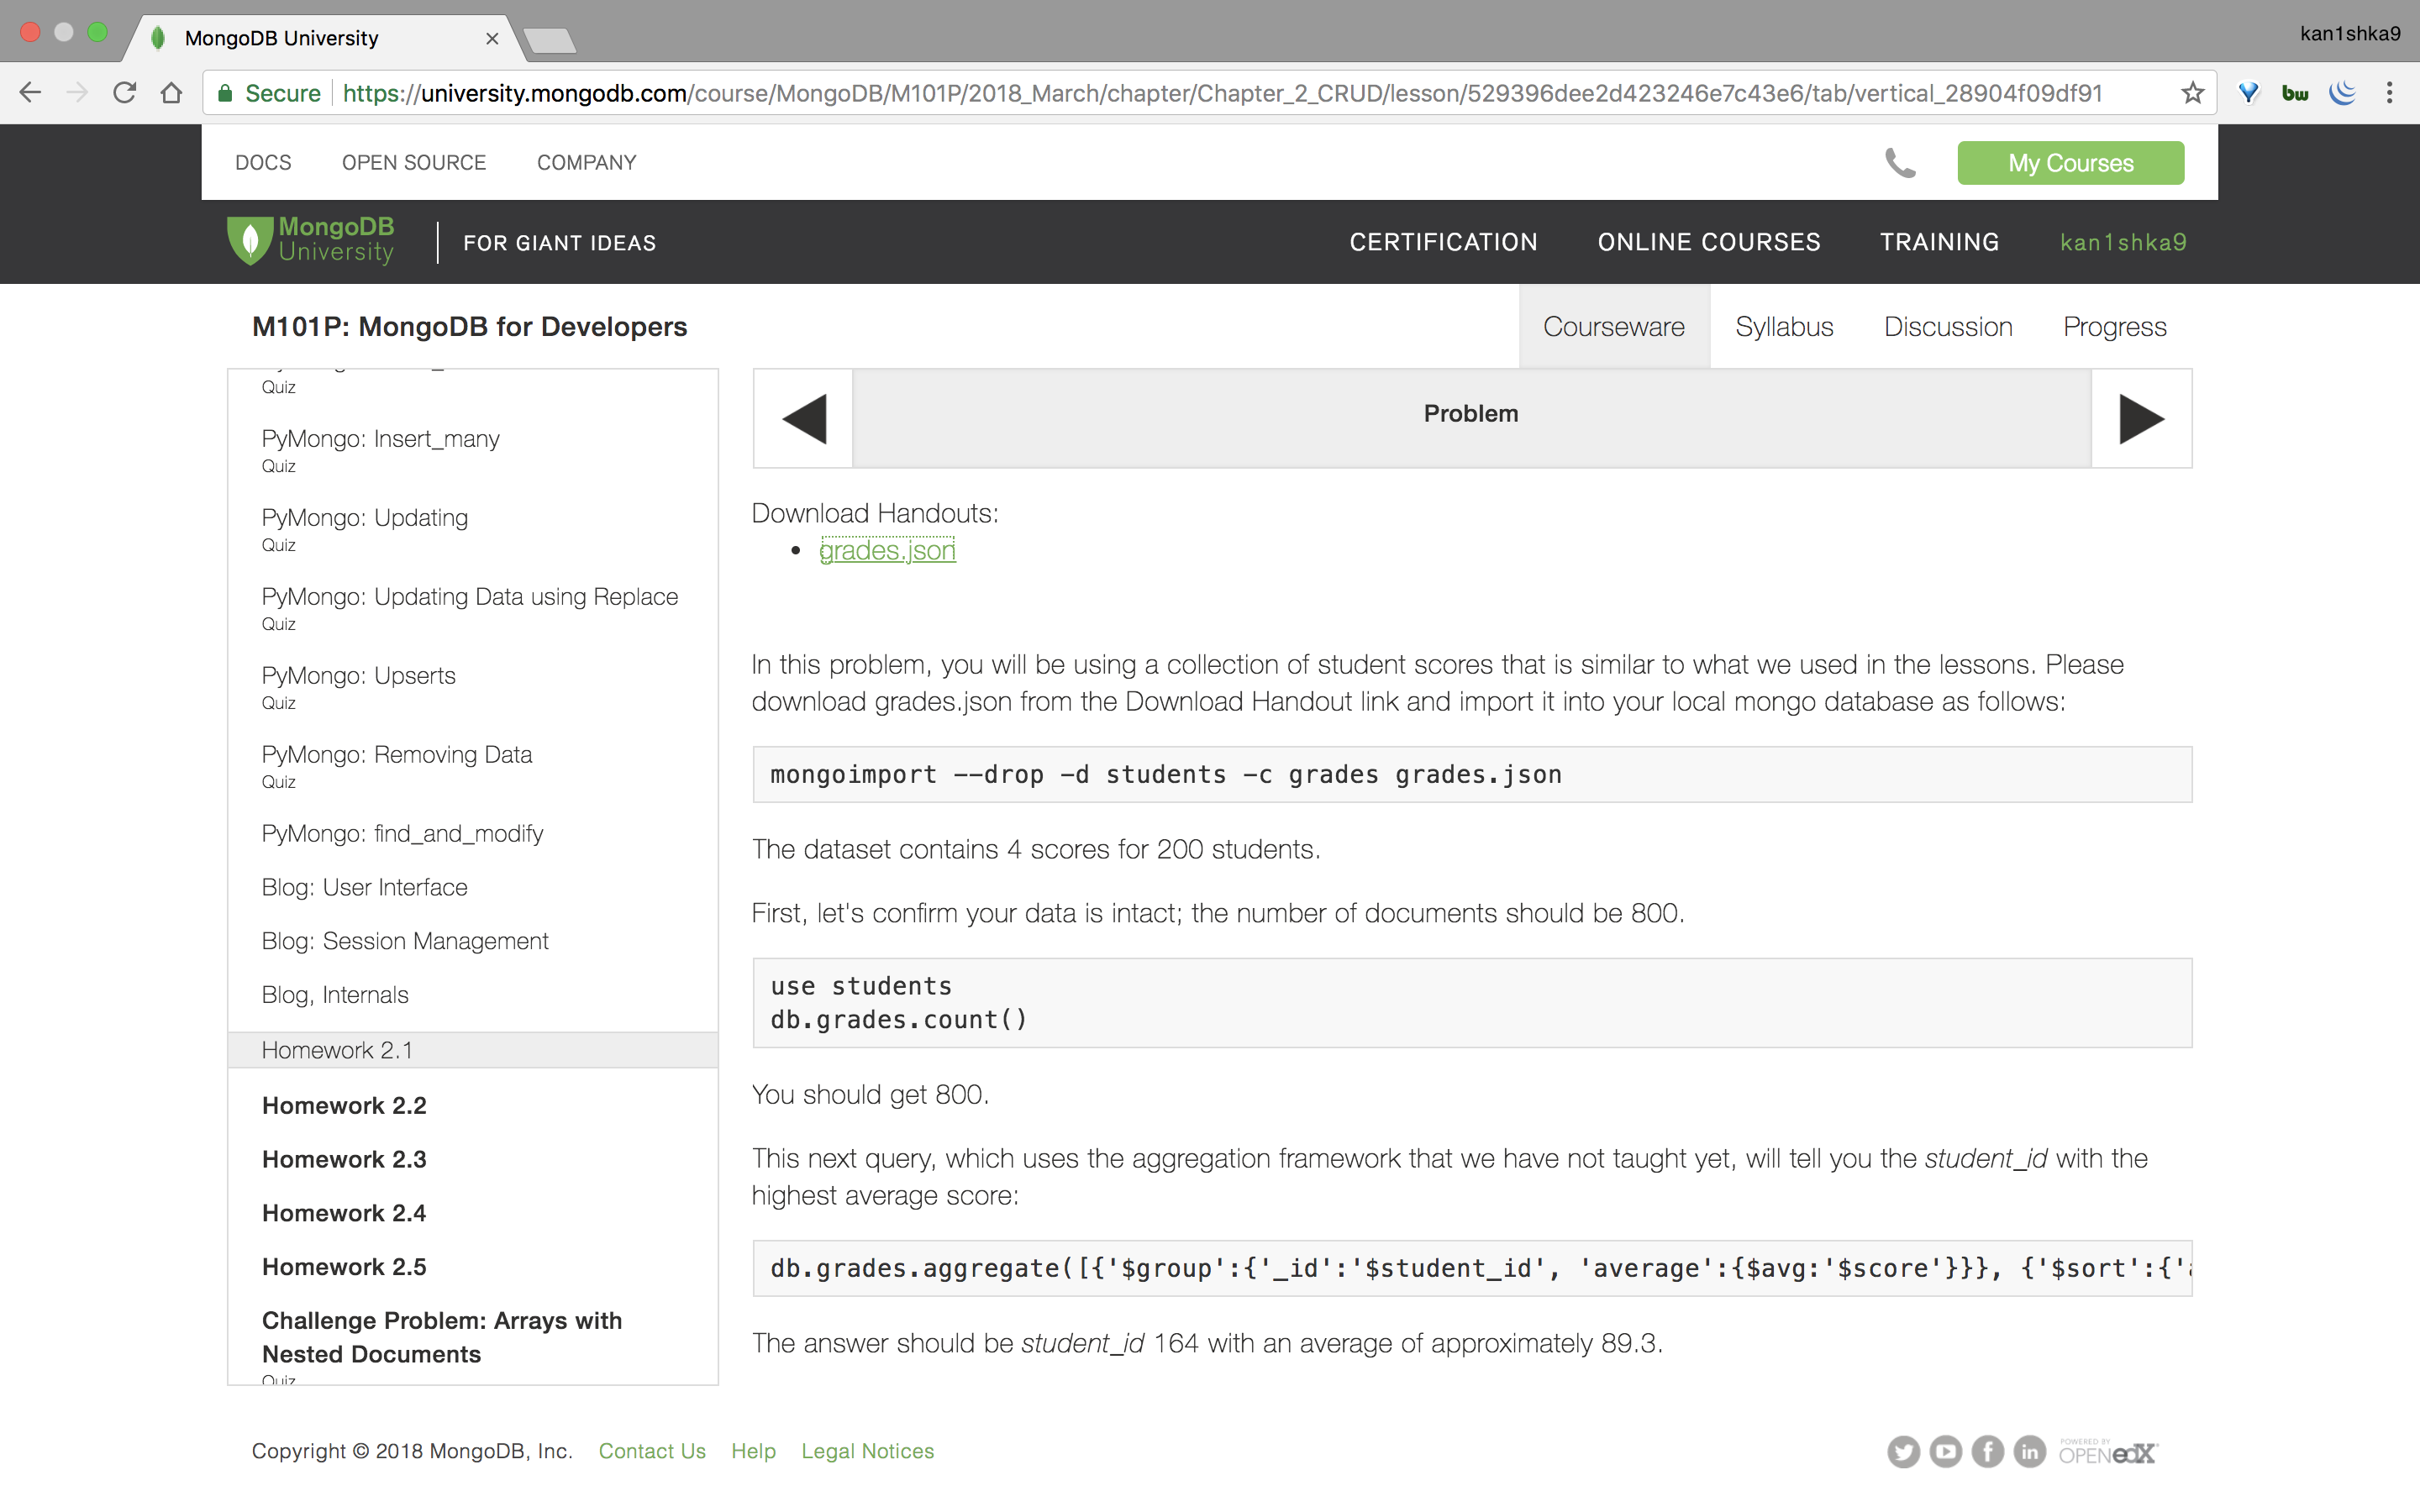 MongoDB University
kan1shka9
Secure https://university.mongodb.com/course/MongoDB/M101P/2018_March/chapter/Chapter_2_CRUD/lesson/529396dee2d423246e7c43e6/tab/vertical_28904f09df91
bw
DOCS OPEN SOURCE COMPANY
My Courses
MongoDB University
FOR GIANT IDEAS
CERTIFICATION ONLINE COURSES TRAINING kan1shka9
M101P: MongoDB for Developers
Courseware Syllabus Discussion Progress
Quiz
PyMongo: Insert_many
Quiz
PyMongo: Updating
Quiz
PyMongo: Updating Data using Replace
Quiz
PyMongo: Upserts
Quiz
PyMongo: Removing Data
Quiz
PyMongo: find_and_modify
Blog: User Interface
Blog: Session Management
Blog, Internals
Homework 2.1
Homework 2.2
Homework 2.3
Homework 2.4
Homework 2.5
Challenge Problem: Arrays with
Nested Documents
Quiz
Problem
Download Handouts:
• grades.json
In this problem, you will be using a collection of student scores that is similar to what we used in the lessons. Please
download grades.json from the Download Handout link and import it into your local mongo database as follows:
mongoimport --drop -d students -c grades grades.json
The dataset contains 4 scores for 200 students.
First, let's confirm your data is intact; the number of documents should be 800.
use students
db.grades.count()
You should get 800.
This next query, which uses the aggregation framework that we have not taught yet, will tell you the student_id with the
highest average score:
db.grades.aggregate([{'$group':{'_id':'$student_id', 'average':{$avg:'$score'}}}, {'$sort':{'
The answer should be student_id 164 with an average of approximately 89.3.
Copyright © 2018 MongoDB, Inc. Contact Us Help Legal Notices
POWERED BY
OPEN edX